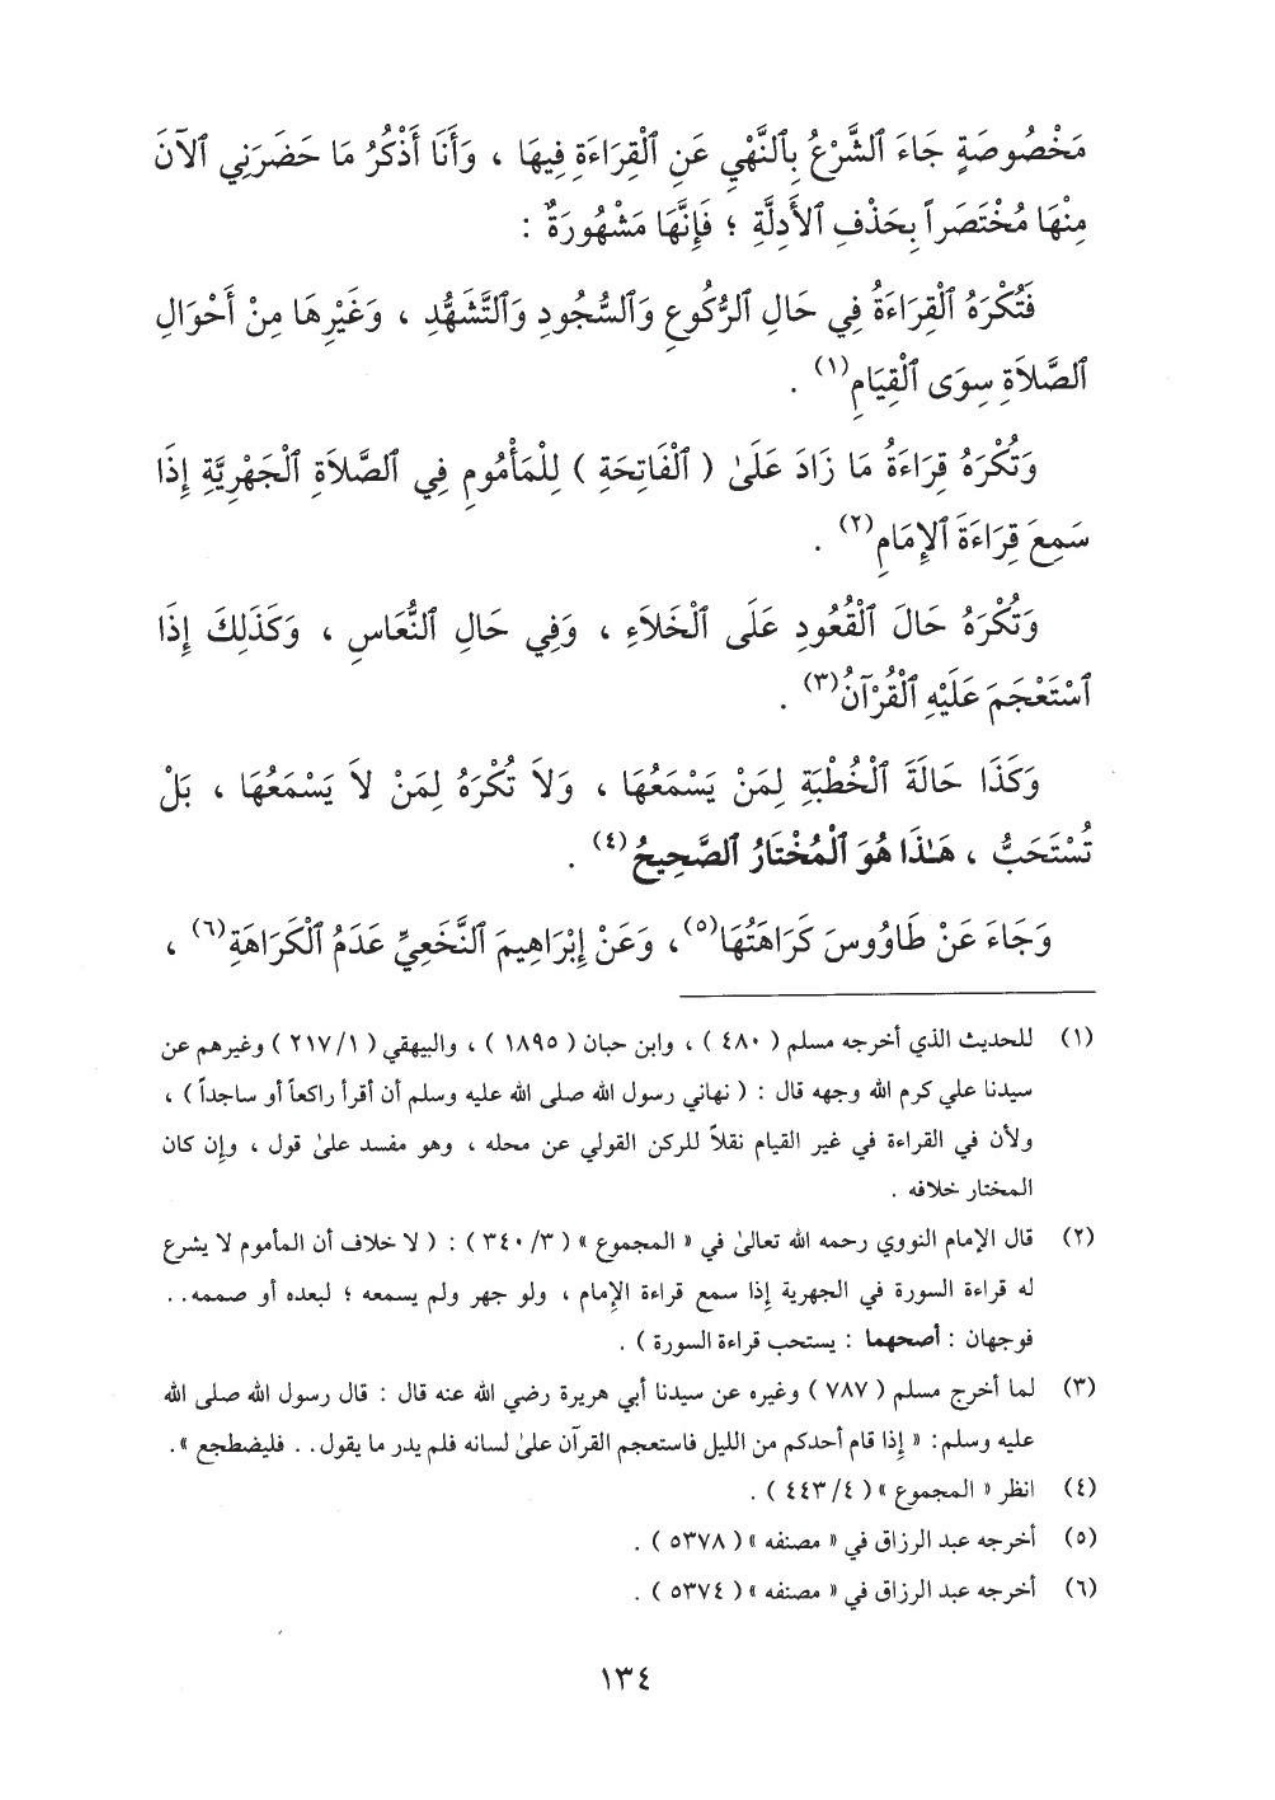 مَخْصُوصَةٍ جَاءَ ٱلشَّرْعُ بِٱلنَّهْيِ عَنِ ٱلْقِرَاءَةِ فِيهَا ، وَأَنَا أَذْكُرُ مَا حَضَرَنِي ٱلآنَ
مِنْهَا مُخْتَصَراً بِحَذْفِ ٱلأَدِلَّةِ ؛ فَإِنَّهَا مَشْهُورَةٌ :
فَتُكْرَهُ ٱلْقِرَاءَةُ فِي حَالِ ٱلرُّكُوعِ وَٱلسُّجُودِ وَٱلتَّشَهُّدِ ، وَغَيْرِهَا مِنْ أَحْوَالِ
ٱلصَّلاَةِ سِوَى ٱلْقِيَامِ(١) .
وَتُكْرَهُ قِرَاءَةُ مَا زَادَ عَلَىٰ ( ٱلْفَاتِحَةِ ) لِلْمَأْمُومِ فِي ٱلصَّلاَةِ ٱلْجَهْرِيَّةِ إِذَا
سَمِعَ قِرَاءَةَ ٱلإِمَامِ(٢) .
وَتُكْرَهُ حَالَ ٱلْقُعُودِ عَلَى ٱلْخَلاَءِ ، وَفِي حَالِ ٱلنُّعَاسِ ، وَكَذَلِكَ إِذَا
ٱسْتَعْجَمَ عَلَيْهِ ٱلْقُرْآنُ(٣) .
وَكَذَا حَالَةَ ٱلْخُطْبَةِ لِمَنْ يَسْمَعُهَا ، وَلاَ تُكْرَهُ لِمَنْ لاَ يَسْمَعُهَا ، بَلْ
تُسْتَحَبُّ ، هَـٰذَا هُوَ ٱلْمُخْتَارُ ٱلصَّحِيحُ(٤) .
وَجَاءَ عَنْ طَاوُوسَ كَرَاهَتُهَا(٥)، وَعَنْ إِبْرَاهِيمَ ٱلنَّخَعِيِّ عَدَمُ ٱلْكَرَاهَةِ(٦) ،
(١) للحديث الذي أخرجه مسلم ( ٤٨٠ ) ، وابن حبان ( ١٨٩٥ ) ، والبيهقي ( ٢١٧/١ ) وغيرهم عن
سيدنا علي كرم الله وجهه قال : ( نهاني رسول الله صلى الله عليه وسلم أن أقرأ راكعاً أو ساجداً ) ،
ولأن في القراءة في غير القيام نقلاً للركن القولي عن محله ، وهو مفسد علىٰ قول ، وإن كان
المختار خلافه .
(٢) قال الإمام النووي رحمه الله تعالىٰ في « المجموع » ( ٣٤٠/٣ ) : ( لا خلاف أن المأموم لا يشرع
له قراءة السورة في الجهرية إذا سمع قراءة الإمام ، ولو جهر ولم يسمعه ؛ لبعده أو صممه..
فوجهان : أصحهما : يستحب قراءة السورة ) .
(٣) لما أخرج مسلم ( ٧٨٧ ) وغيره عن سيدنا أبي هريرة رضي الله عنه قال : قال رسول الله صلى الله
عليه وسلم: « إذا قام أحدكم من الليل فاستعجم القرآن علىٰ لسانه فلم يدر ما يقول.. فليضطجع ».
(٤) انظر « المجموع » ( ٤٤٣/٤ ) .
(٥) أخرجه عبد الرزاق في « مصنفه » ( ٥٣٧٨ ) .
(٦) أخرجه عبد الرزاق في « مصنفه » ( ٥٣٧٤ ) .
١٣٤